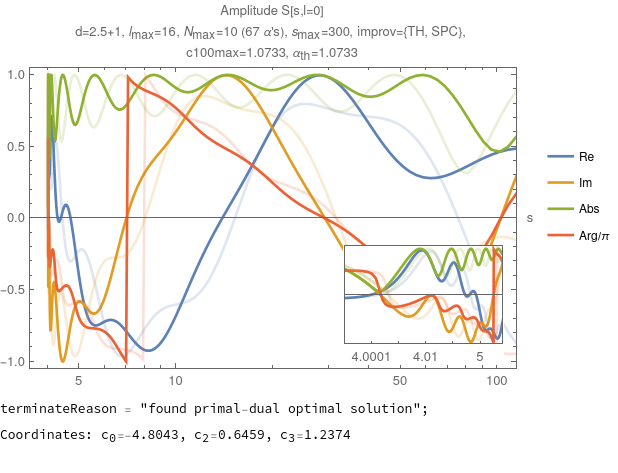 Amplitude S[s,l=0]
d=2.5+1, lmax=16, Nmax=10 (67 α's), smax=300, improv={TH, SPC},
c100max=1.0733, αth=1.0733
1.0
0.5
0.0
-0.5
-1.0
5
10
50
100
s
4.0001
4.01
5
Re
Im
Abs
Arg/π
terminateReason = "found primal-dual optimal solution";
Coordinates: c0=-4.8043, c2=0.6459, c3=1.2374